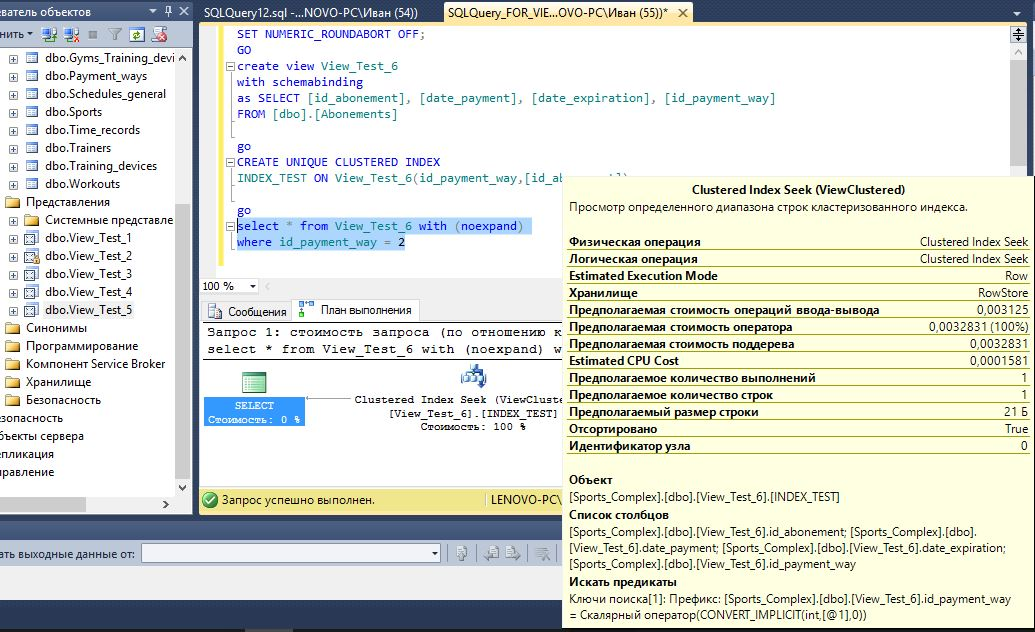 еватель объектов
SQLQuery12.sql -...NOVO-PC\Иван (54))
SQLQuery_FOR_VIE...OVO-PC\Иван (55))*
нить
dbo.Gyms_Training_devi
dbo.Payment_ways
dbo.Schedules_general
dbo.Sports
dbo.Time_records
dbo.Trainers
dbo.Training_devices
dbo.Workouts
Представления
Системные представле
dbo.View_Test_1
dbo.View_Test_2
dbo.View_Test_3
dbo.View_Test_4
dbo.View_Test_5
Синонимы
Программирование
Компонент Service Broker
Хранилище
Безопасность
езопасность
бъекты сервера
епликация
правление
SET NUMERIC_ROUNDABORT OFF;
GO
create view View_Test_6
with schemabinding
as SELECT [id_abonement], [date_payment], [date_expiration], [id_payment_way]
FROM [dbo].[Abonements]
go
CREATE UNIQUE CLUSTERED INDEX
INDEX_TEST ON View_Test_6(id_payment_way,[id_ab
go
select * from View_Test_6 with (noexpand)
where id_payment_way = 2
100 %
Сообщения
План выполнения
Запрос 1: стоимость запроса (по отношению к
select * from View_Test_6 with (noexpand) w
SELECT
Стоимость: 0 %
Clustered Index Seek (ViewCluste
[View_Test_6].[INDEX_TEST]
Стоимость: 100 %
Запрос успешно выполнен.
LENOVO-PC\
ать выходные данные от:
Clustered Index Seek (ViewClustered)
Просмотр определенного диапазона строк кластеризованного индекса.
Физическая операция Clustered Index Seek
Логическая операция Clustered Index Seek
Estimated Execution Mode Row
Хранилище RowStore
Предполагаемая стоимость операций ввода-вывода 0,003125
Предполагаемая стоимость оператора 0,0032831 (100%)
Предполагаемая стоимость поддерева 0,0032831
Estimated CPU Cost 0,0001581
Предполагаемое количество выполнений 1
Предполагаемое количество строк 1
Предполагаемый размер строки 21 Б
Отсортировано True
Идентификатор узла 0
Объект
[Sports_Complex].[dbo].[View_Test_6].[INDEX_TEST]
Список столбцов
[Sports_Complex].[dbo].[View_Test_6].id_abonement; [Sports_Complex].[dbo].
[View_Test_6].date_payment; [Sports_Complex].[dbo].[View_Test_6].date_expiration;
[Sports_Complex].[dbo].[View_Test_6].id_payment_way
Искать предикаты
Ключи поиска[1]: Префикс: [Sports_Complex].[dbo].[View_Test_6].id_payment_way
= Скалярный оператор(CONVERT_IMPLICIT(int,[@1],0))